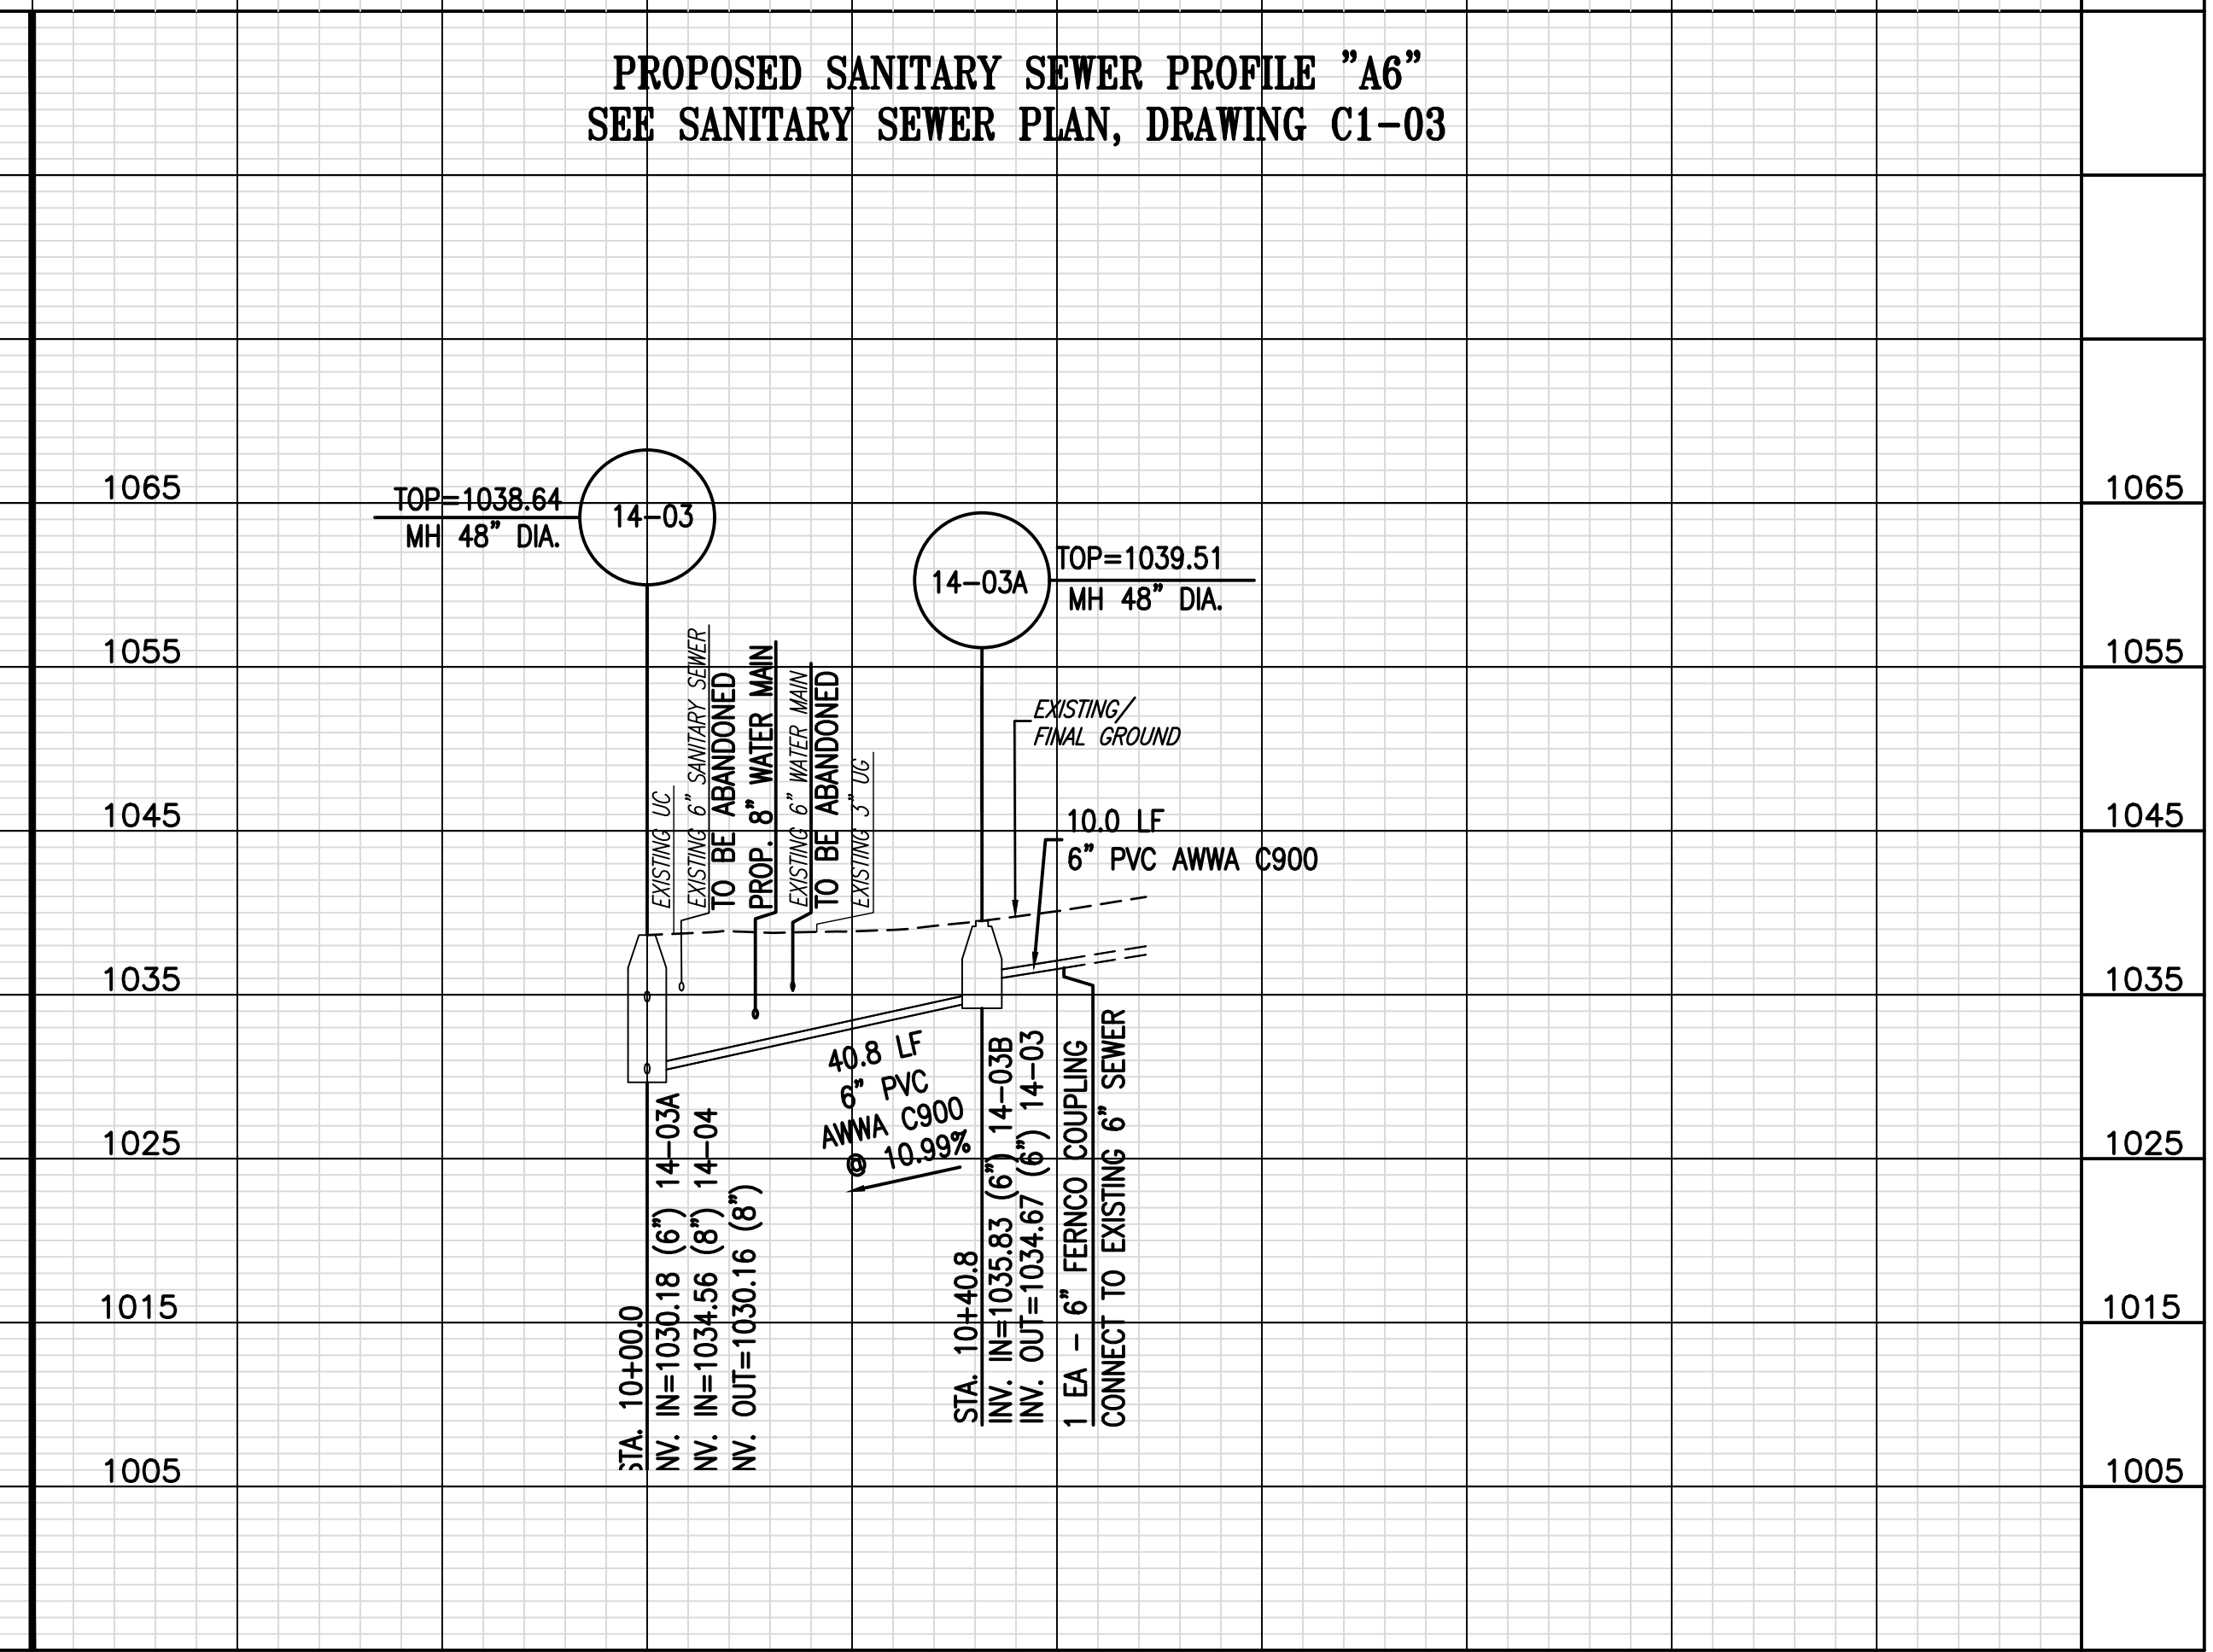 PROPOSED SANITARY SEWER PROFILE "A6"
SEE SANITARY SEWER PLAN, DRAWING C1-03
1065
1065
TOP=1038.64
MH 48" DIA.
14-03
14-03A
TOP=1039.51
MH 48" DIA.
1055
1055
EXISTING UC
EXISTING 6" SANITARY SEWER
TO BE ABANDONED
PROP. 8" WATER MAIN
EXISTING 6" WATER MAIN
TO BE ABANDONED
EXISTING 3" UG
EXISTING/
FINAL GROUND
1045
1045
10.0 LF
6" PVC AWWA C900
1035
1035
40.8 LF
6" PVC
AWWA C900
@ 10.99%
1025
1025
STA. 10+00.0
NV. IN=1030.18 (6") 14-03A
NV. IN=1034.56 (8") 14-04
NV. OUT=1030.16 (8")
STA. 10+40.8
INV. IN=1035.83 (6") 14-03B
INV. OUT=1034.67 (6") 14-03
1 EA - 6" FERNCO COUPLING
CONNECT TO EXISTING 6" SEWER
1015
1015
1005
1005